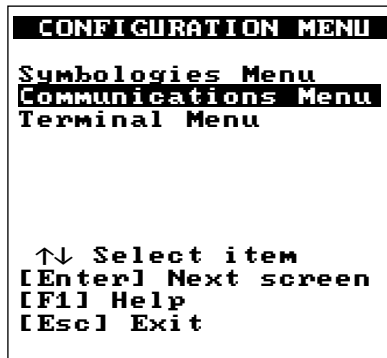 CONFIGURATION MENU
Symbologies Menu
Communications Menu
Terminal Menu
↑↓ Select item
[Enter] Next screen
[F1] Help
[Esc] Exit